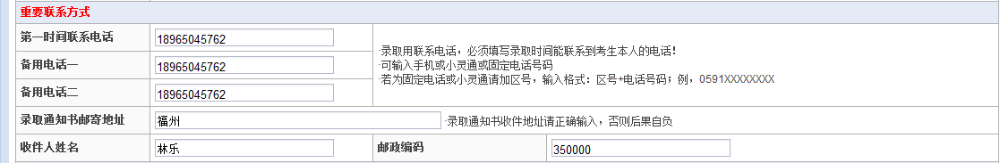 重要联系方式
第一时间联系电话
18965045762
备用电话一
18965045762
备用电话二
18965045762
·录取用联系电话，必须填写录取时间能联系到考生本人的电话！
·可输入手机或小灵通或固定电话号码
·若为固定电话或小灵通请加区号，输入格式：区号+电话号码；例，0591XXXXXXXX
录取通知书邮寄地址
福州
·录取通知书收件地址请正确输入，否则后果自负
收件人姓名
林乐
邮政编码
350000